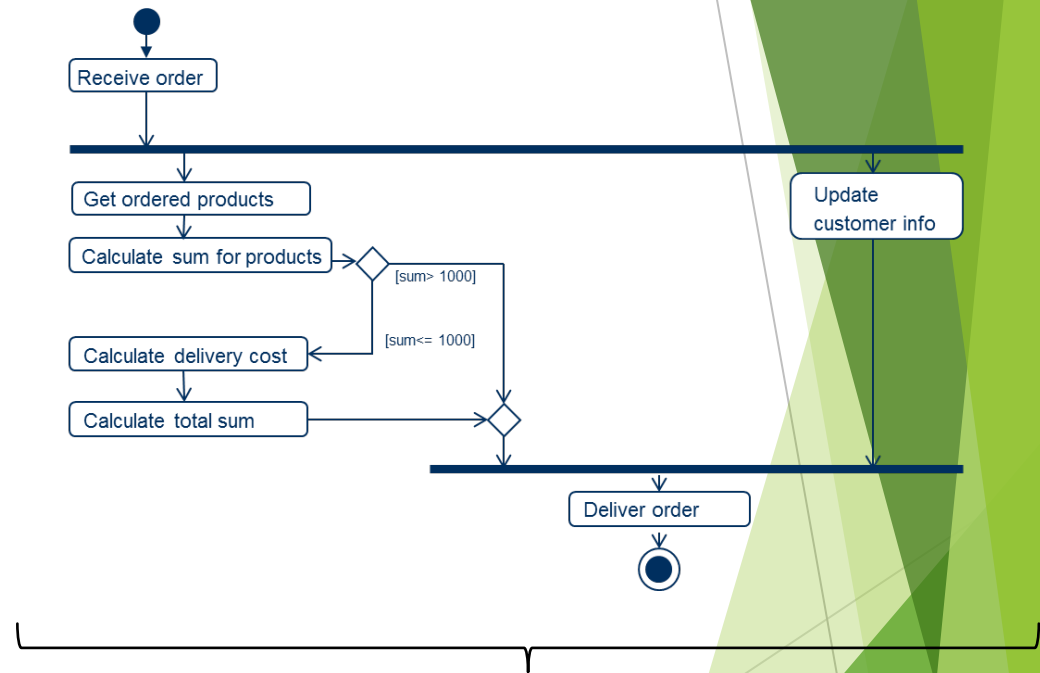 Receive order
Get ordered products
Update
customer info
Calculate sum for products
[sum> 1000]
[sum<= 1000]
Calculate delivery cost
Calculate total sum
Deliver order